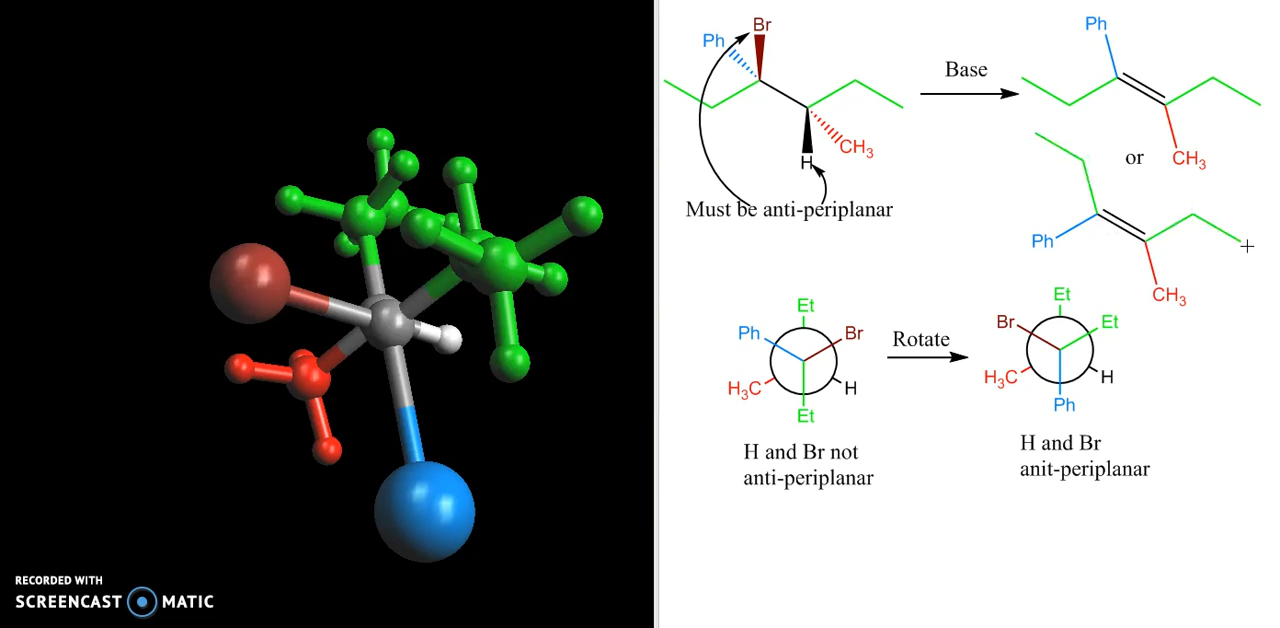 RECORDED WITH
SCREENCAST MATIC
Br
Ph
H
CH3
Must be anti-periplanar
Base
Ph
CH3
or
Ph
CH3
Et
Ph
Br
H3C
H
Et
H and Br not
anti-periplanar
Rotate
Et
Br
Et
H3C
H
Ph
H and Br
anit-periplanar